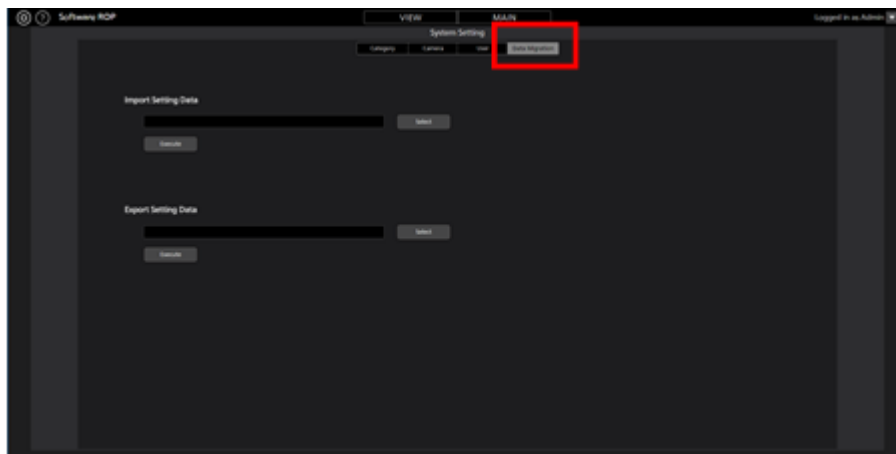 Software ROP
VIEW MAIN
Logged in as Admin
System Setting
Category Camera User Data Migration
Import Setting Data
Select
Execute
Export Setting Data
Select
Execute